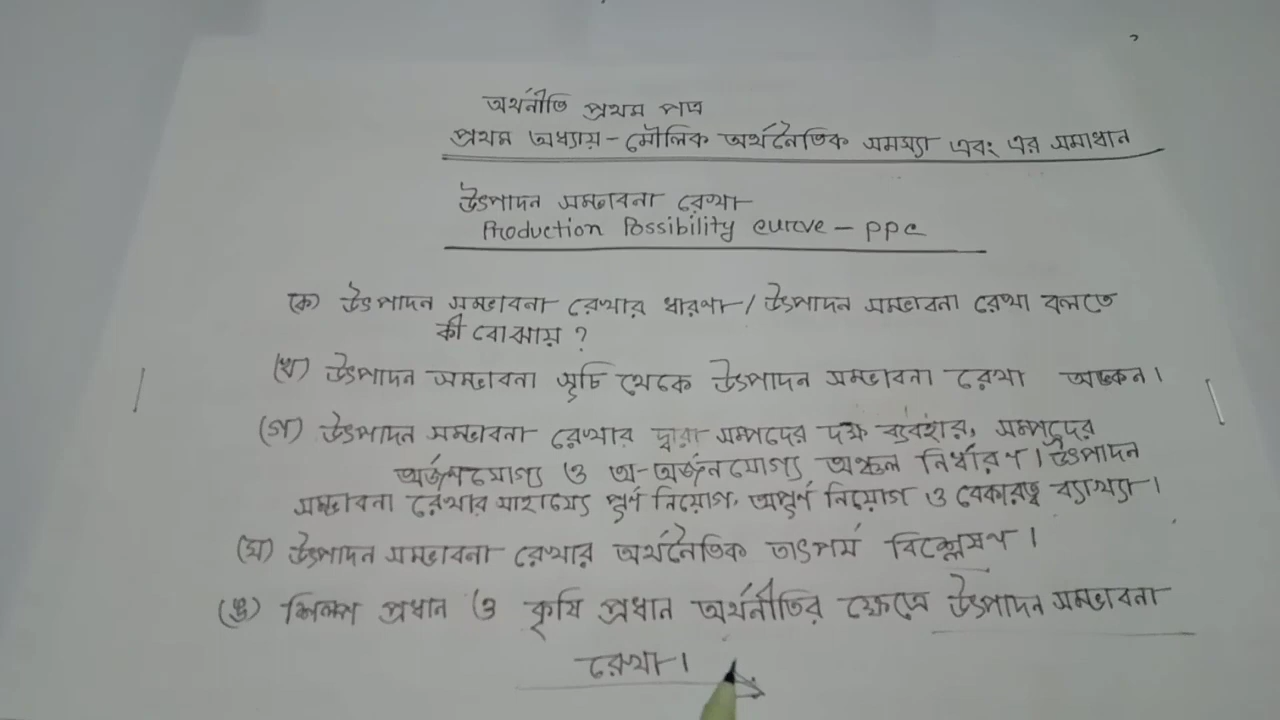 অর্থনীতি প্রথম পত্র
প্রথম অধ্যায় - মৌলিক অর্থনৈতিক সমস্যা এবং এর সমাধান
উৎপাদন সম্ভাবনা রেখা
Production Possibility curve - PPC
(ক) উৎপাদন সম্ভাবনা রেখার ধারণা / উৎপাদন সম্ভাবনা রেখা বলতে
কী বোঝায় ?
(খ) উৎপাদন সম্ভাবনা সূচি থেকে উৎপাদন সম্ভাবনা রেখা অঙ্কন।
(গ) উৎপাদন সম্ভাবনা রেখার দ্বারা সম্পদের দক্ষ ব্যবহার, সম্পদের
অর্জনযোগ্য ও অ-অর্জনযোগ্য অঞ্চল নির্ধারণ। উৎপাদন
সম্ভাবনা রেখার সাহায্যে পূর্ণ নিয়োগ, অপূর্ণ নিয়োগ ও বেকারত্ব ব্যাখ্যা।
(ঘ) উৎপাদন সম্ভাবনা রেখার অর্থনৈতিক তাৎপর্য বিশ্লেষণ।
(ঙ) শিল্প প্রধান ও কৃষি প্রধান অর্থনীতির ক্ষেত্রে উৎপাদন সম্ভাবনা
রেখা।